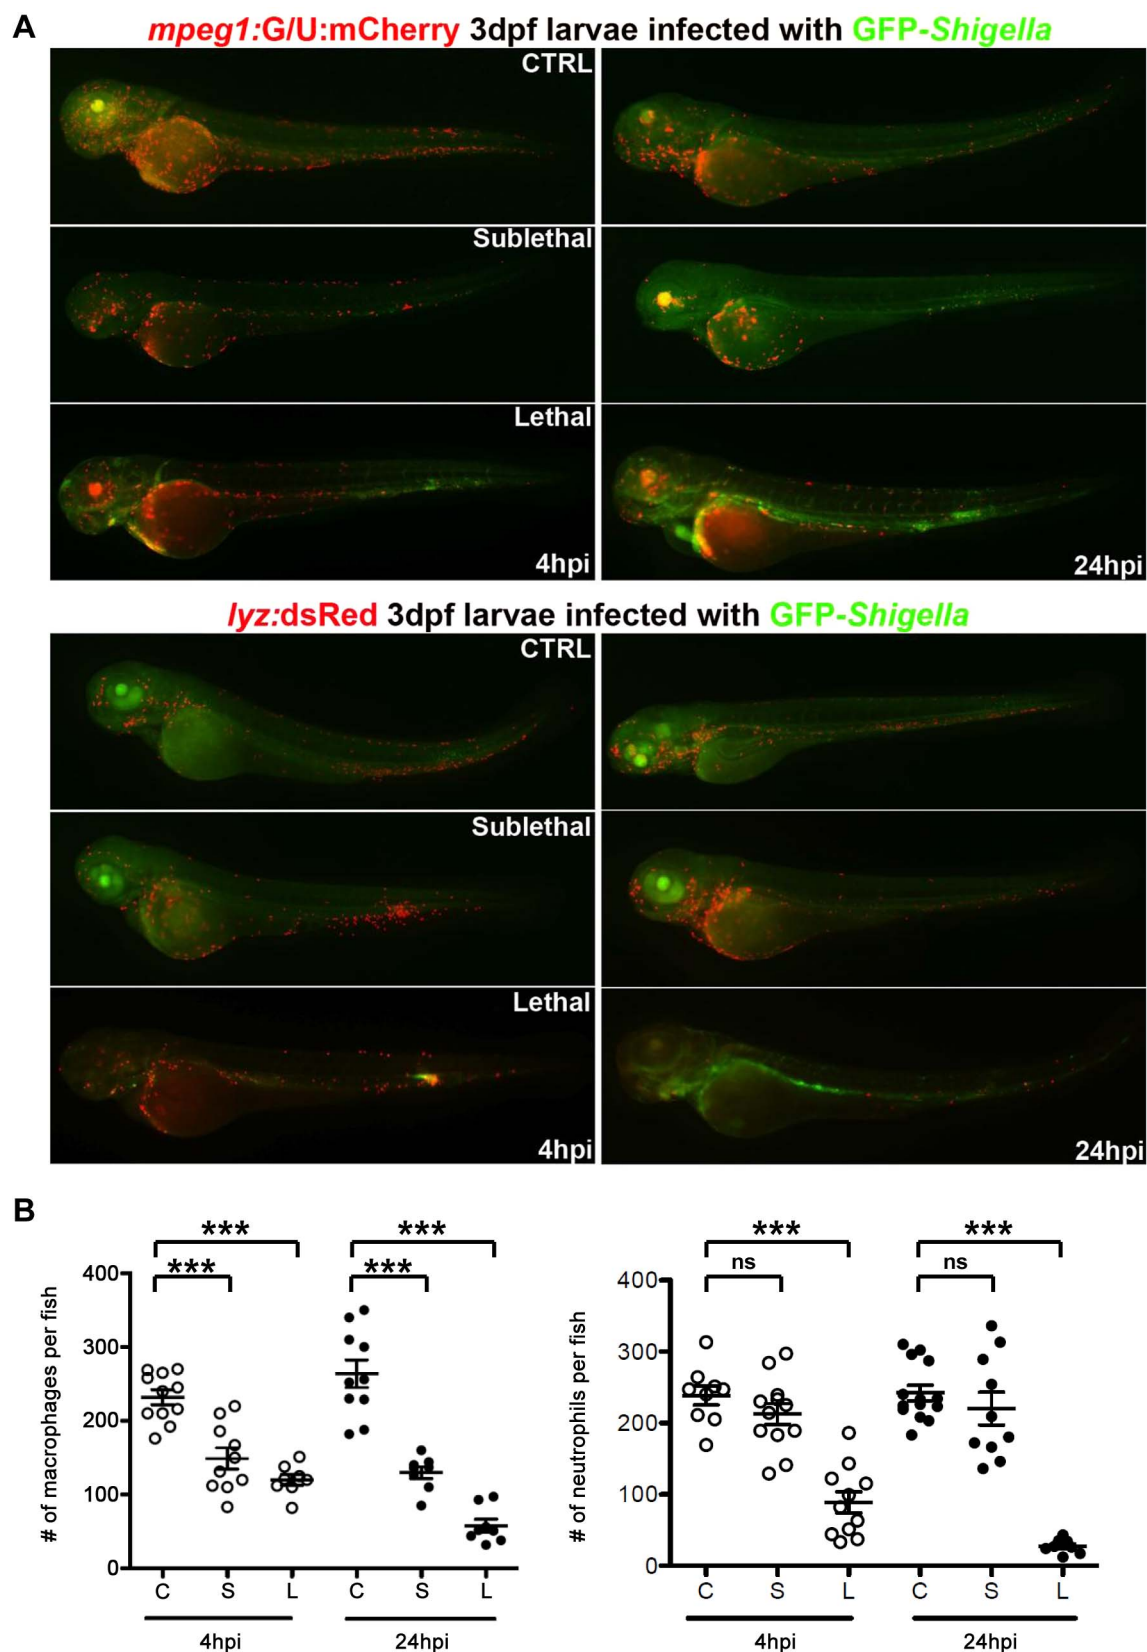 A
mpeg1:G/U:mCherry 3dpf larvae infected with GFP-Shigella
CTRL
Sublethal
Lethal
4hpi
24hpi
lyz:dsRed 3dpf larvae infected with GFP-Shigella
CTRL
Sublethal
Lethal
4hpi
24hpi
B
# of macrophages per fish
400
300
200
100
0
***
***
***
***
C S L C S L
4hpi 24hpi
# of neutrophils per fish
400
300
200
100
0
***
ns
***
ns
C S L C S L
4hpi 24hpi